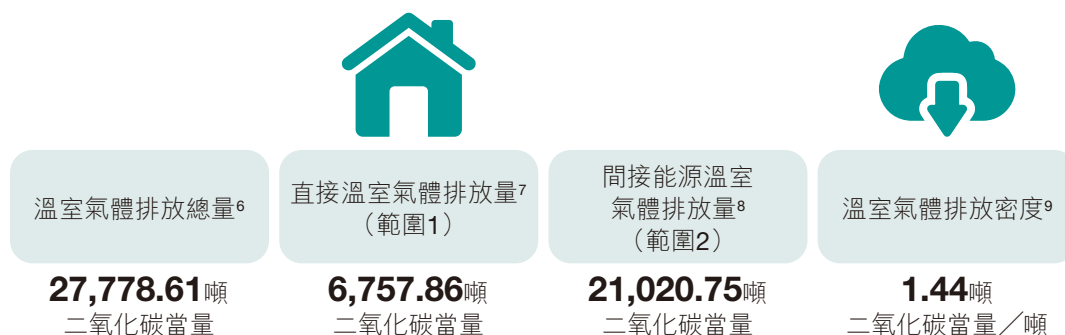 溫室氣體排放總量6
27,778.61噸
二氧化碳當量
直接溫室氣體排放量7
（範圍1）
6,757.86噸
二氧化碳當量
間接能源溫室
氣體排放量8
（範圍2）
21,020.75噸
二氧化碳當量
溫室氣體排放密度9
1.44噸
二氧化碳當量／噸